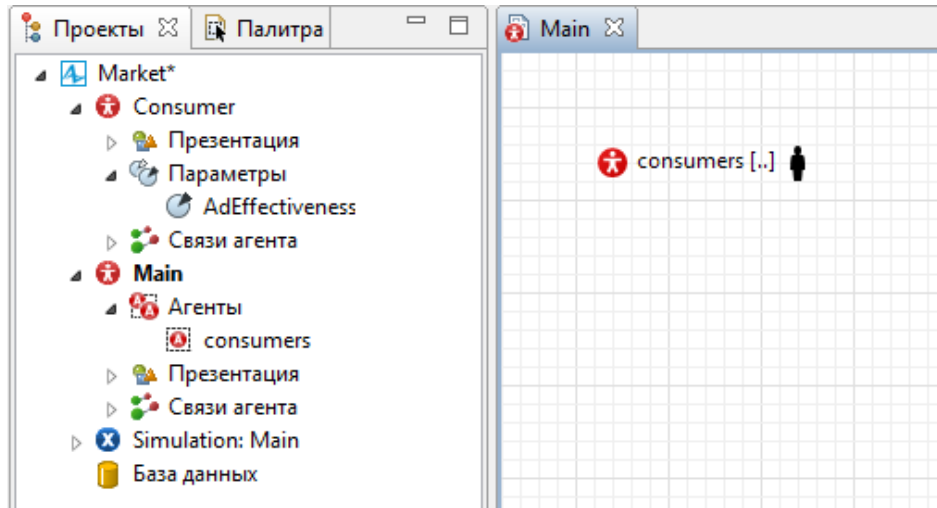 Проекты
Палитра
Market*
Consumer
Презентация
Параметры
AdEffectiveness
Связи агента
Main
Агенты
consumers
Презентация
Связи агента
Simulation: Main
База данных
Main
consumers [..]